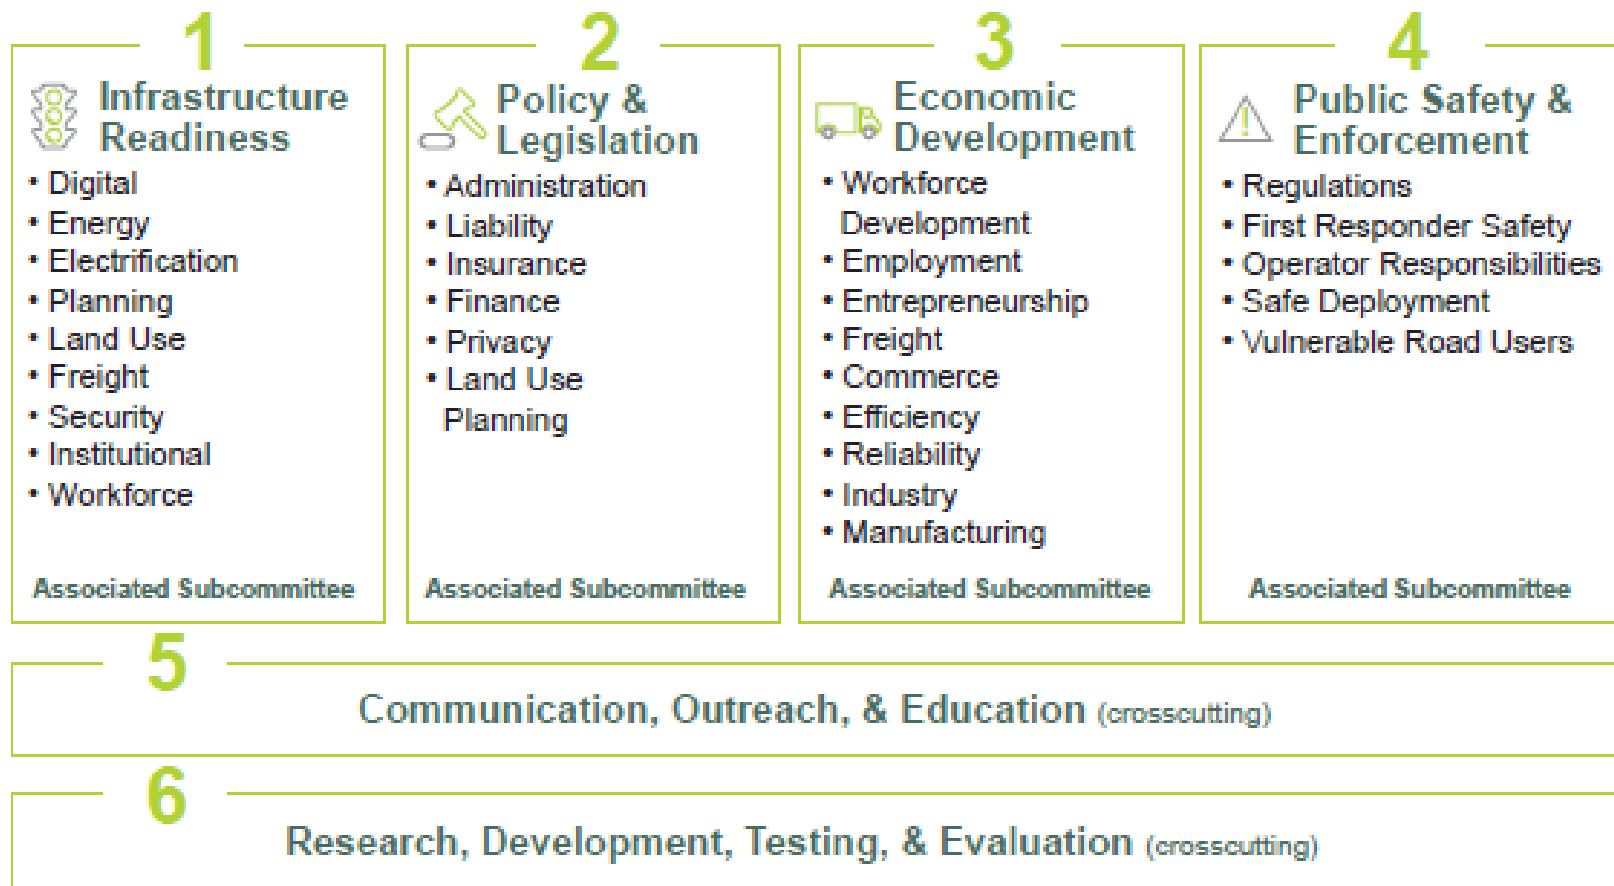 1
Infrastructure
Readiness
• Digital
• Energy
• Electrification
• Planning
• Land Use
• Freight
• Security
• Institutional
• Workforce
Associated Subcommittee
2
Policy &
Legislation
• Administration
• Liability
• Insurance
• Finance
• Privacy
• Land Use
Planning
Associated Subcommittee
3
Economic
Development
• Workforce
Development
• Employment
• Entrepreneurship
• Freight
• Commerce
• Efficiency
• Reliability
• Industry
• Manufacturing
Associated Subcommittee
4
Public Safety &
Enforcement
• Regulations
• First Responder Safety
• Operator Responsibilities
• Safe Deployment
• Vulnerable Road Users
Associated Subcommittee
5
Communication, Outreach, & Education (crosscutting)
6
Research, Development, Testing, & Evaluation (crosscutting)